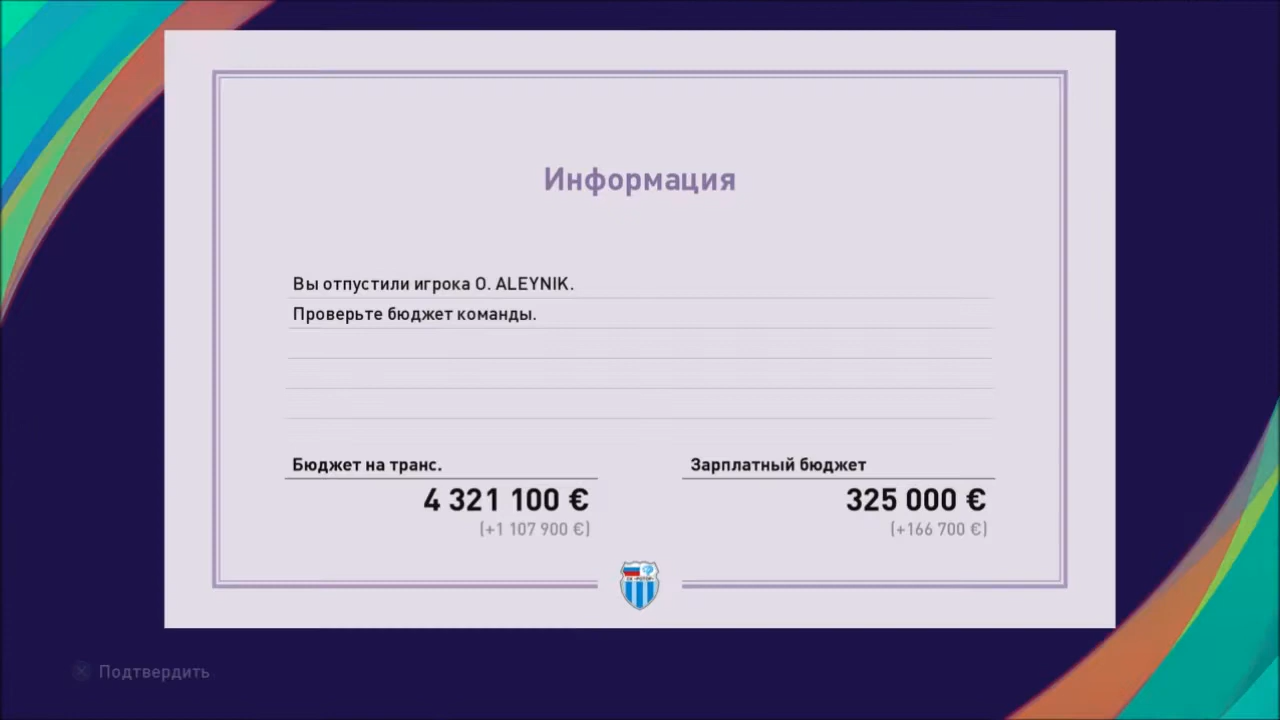 Информация
Вы отпустили игрока O. ALEYNIK.
Проверьте бюджет команды.
Бюджет на транс.
Зарплатный бюджет
4 321 100 €
325 000 €
(+1 107 900 €)
(+166 700 €)
Подтвердить